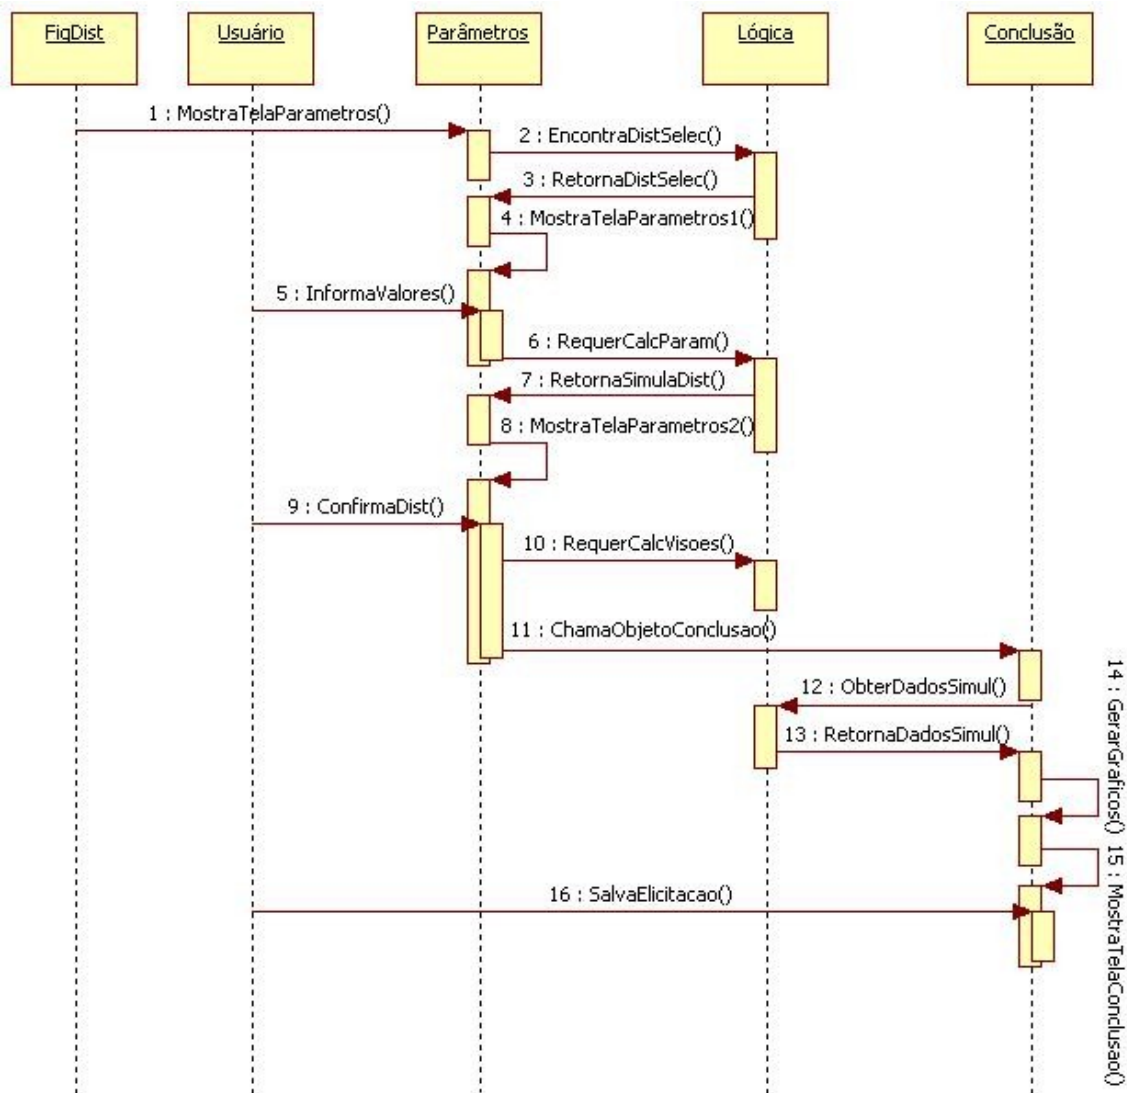 FigDist
Usuário
Parâmetros
Lógica
Conclusão
1 : MostraTelaParametros()
2 : EncontraDistSelec()
3 : RetornaDistSelec()
4 : MostraTelaParametros1()
5 : InformaValores()
6 : RequerCalcParam()
7 : RetornaSimulaDist()
8 : MostraTelaParametros2()
9 : ConfirmaDist()
10 : RequerCalcVisoes()
11 : ChamaObjetoConclusao()
12 : ObterDadosSimul()
13 : RetornaDadosSimul()
14 : GerarGraficos()
15 : MostraTelaConclusao()
16 : SalvaElicitacao()